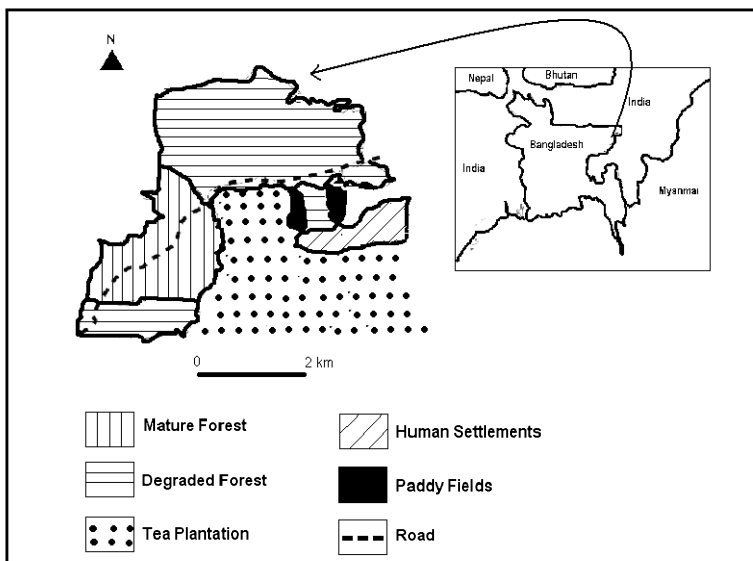 N
Nepal
Bhutan
India
Bangladesh
India
Myanmar
0 2 km
Mature Forest
Human Settlements
Degraded Forest
Paddy Fields
Tea Plantation
Road